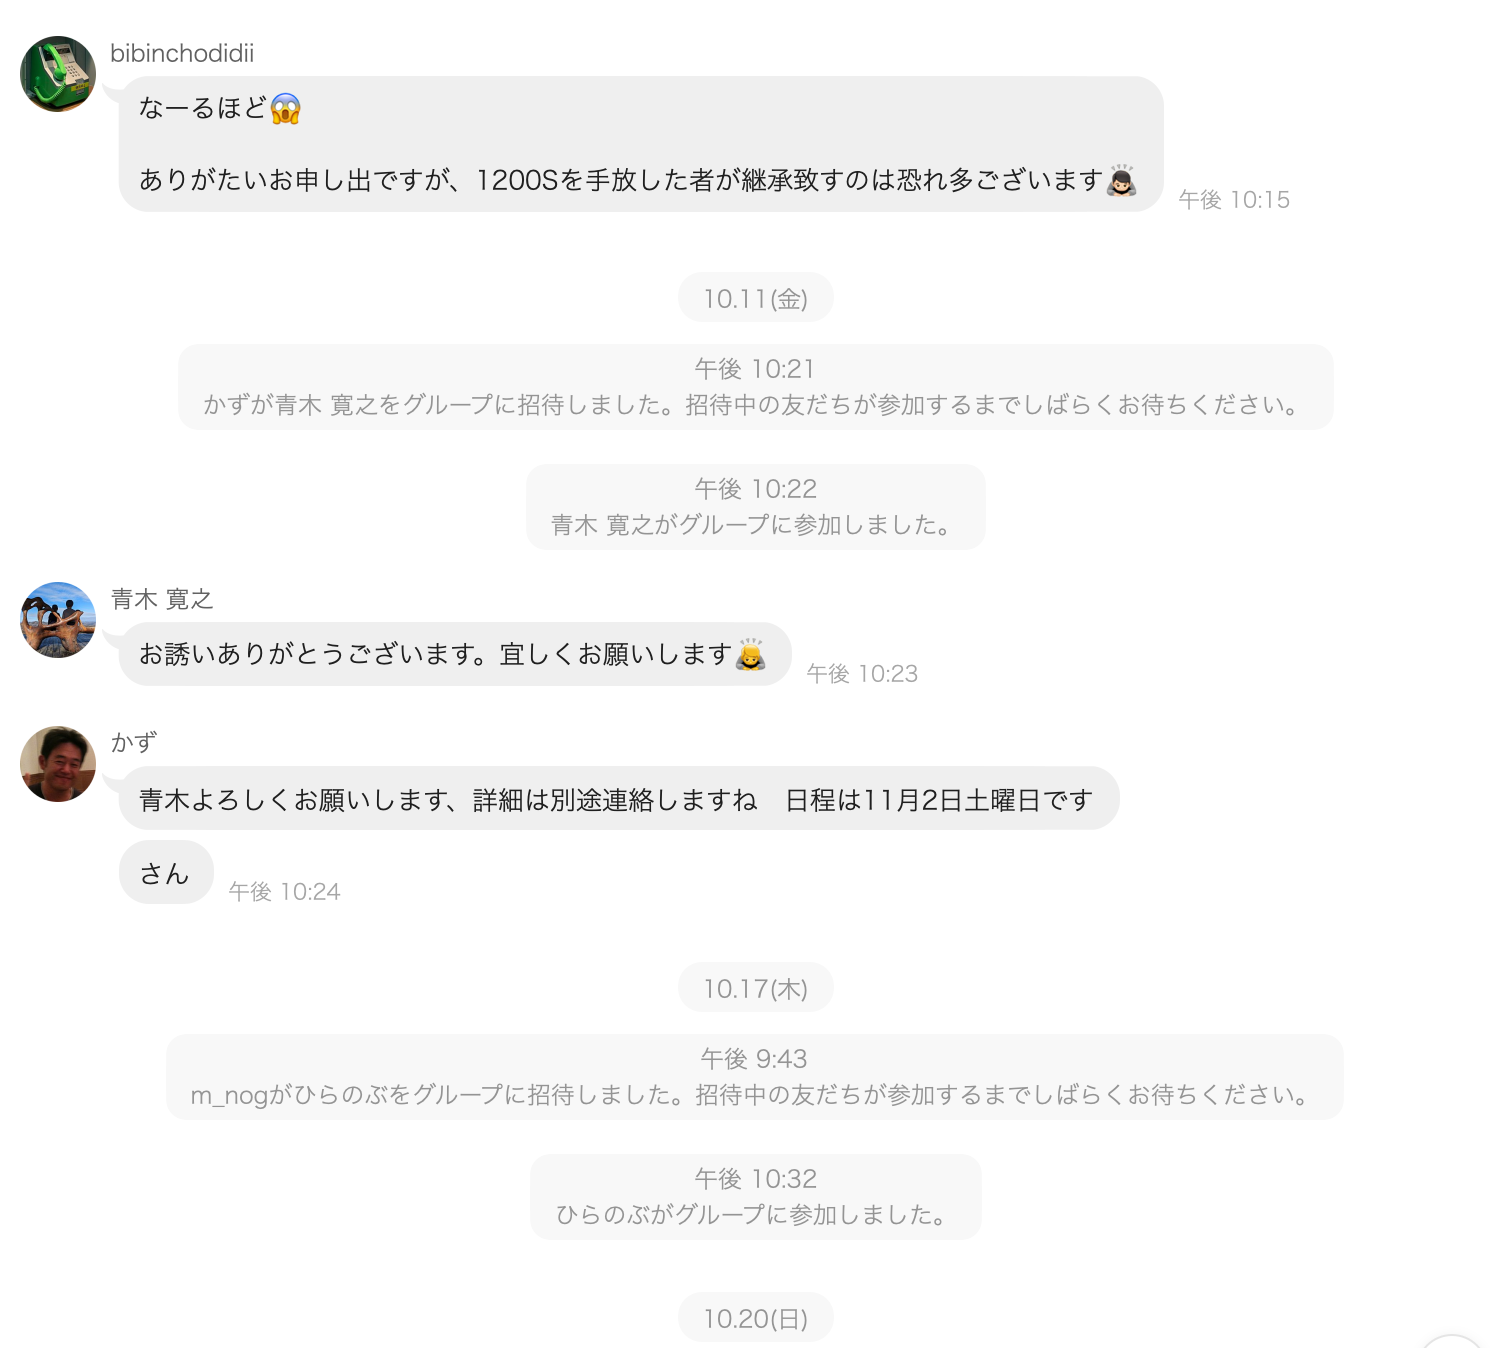 bibinchodidii
なーるほど😱
ありがたいお申し出ですが、1200Sを手放した者が継承致すのは恐れ多ございます🙇🏻
午後 10:15
10.11(金)
午後 10:21
かずが青木 寛之をグループに招待しました。招待中の友だちが参加するまでしばらくお待ちください。
午後 10:22
青木 寛之がグループに参加しました。
青木 寛之
お誘いありがとうございます。宜しくお願いします🙇
午後 10:23
かず
青木よろしくお願いします、詳細は別途連絡しますね　日程は11月2日土曜日です
さん
午後 10:24
10.17(木)
午後 9:43
m_nogがひらのぶをグループに招待しました。招待中の友だちが参加するまでしばらくお待ちください。
午後 10:32
ひらのぶがグループに参加しました。
10.20(日)